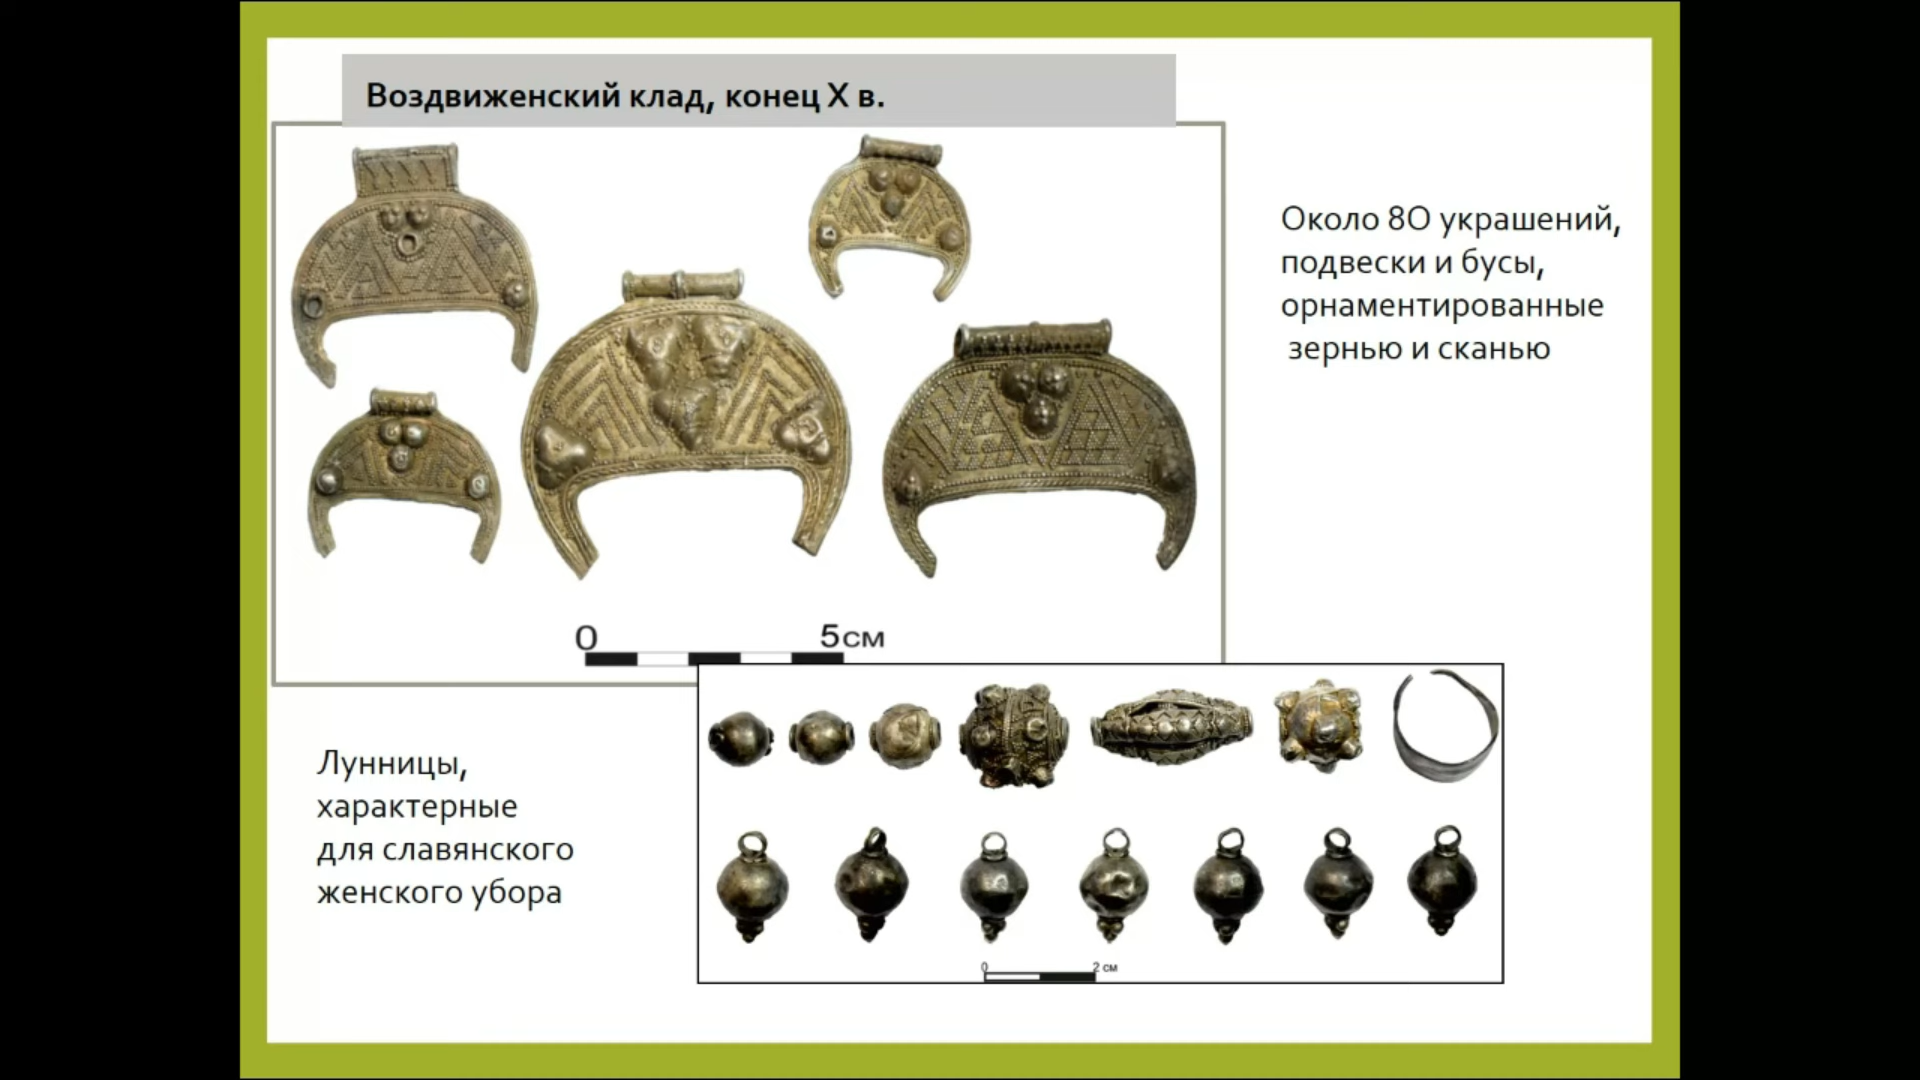 Воздвиженский клад, конец X в.
Около 80 украшений,
подвески и бусы,
орнаментированные
зернью и сканью
0 5см
Лунницы,
характерные
для славянского
женского убора
0 2 см